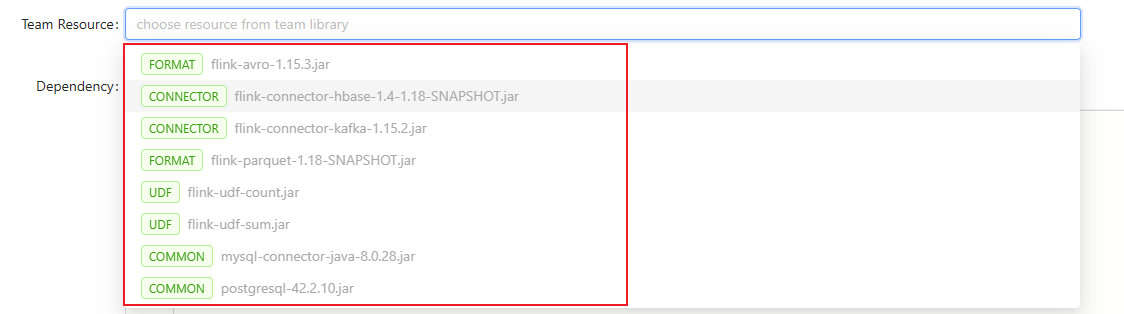 Team Resource: choose resource from team library
FORMAT flink-avro-1.15.3.jar
Dependency: CONNECTOR flink-connector-hbase-1.4-1.18-SNAPSHOT.jar
CONNECTOR flink-connector-kafka-1.15.2.jar
FORMAT flink-parquet-1.18-SNAPSHOT.jar
UDF flink-udf-count.jar
UDF flink-udf-sum.jar
COMMON mysql-connector-java-8.0.28.jar
COMMON postgresql-42.2.10.jar